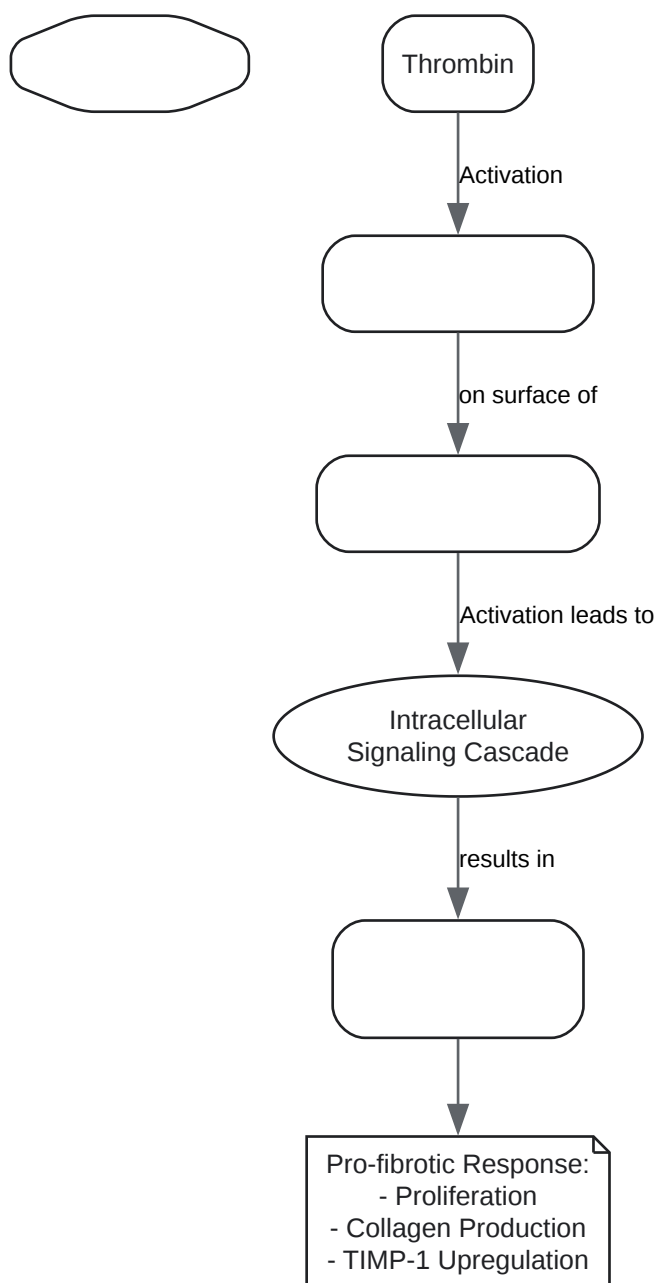 Thrombin
Activation
on surface of
Activation leads to
Intracellular
Signaling Cascade
results in
Pro-fibrotic Response:
- Proliferation
- Collagen Production
- TIMP-1 Upregulation